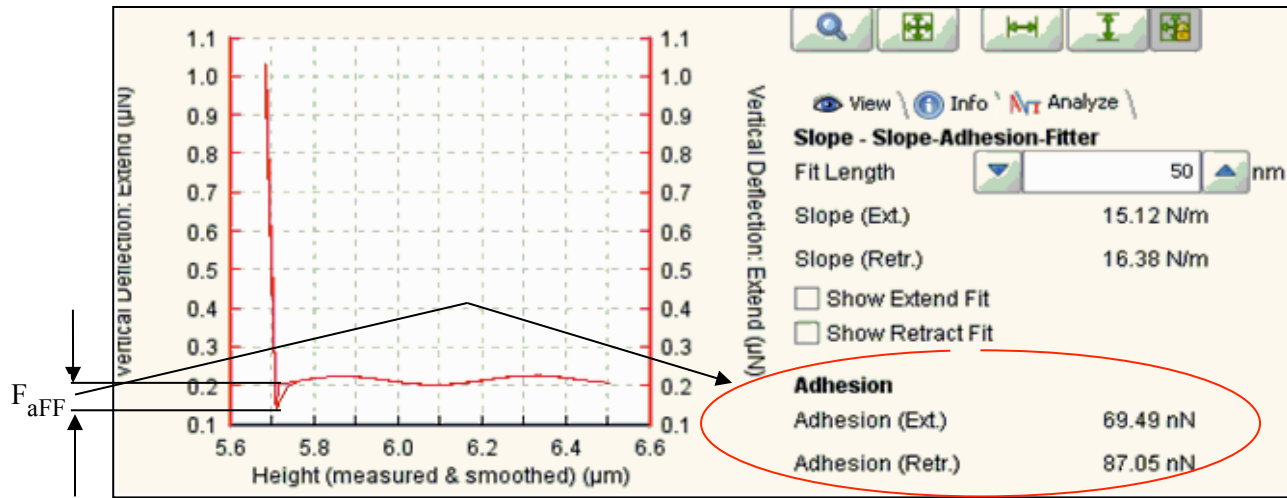 F aFF
Vertical Deflection: Extend (µN)
1.1
1.0
0.9
0.8
0.7
0.6
0.5
0.4
0.3
0.2
0.1
5.6 5.8 6.0 6.2 6.4 6.6
Height (measured & smoothed) (µm)
1.1
1.0
0.9
0.8
0.7
0.6
0.5
0.4
0.3
0.2
0.1
Vertical Deflection: Extend (µN)
View Info Analyze
Slope - Slope-Adhesion-Fitter
Fit Length 50 nm
Slope (Ext.) 15.12 N/m
Slope (Retr.) 16.38 N/m
Show Extend Fit
Show Retract Fit
Adhesion
Adhesion (Ext.) 69.49 nN
Adhesion (Retr.) 87.05 nN